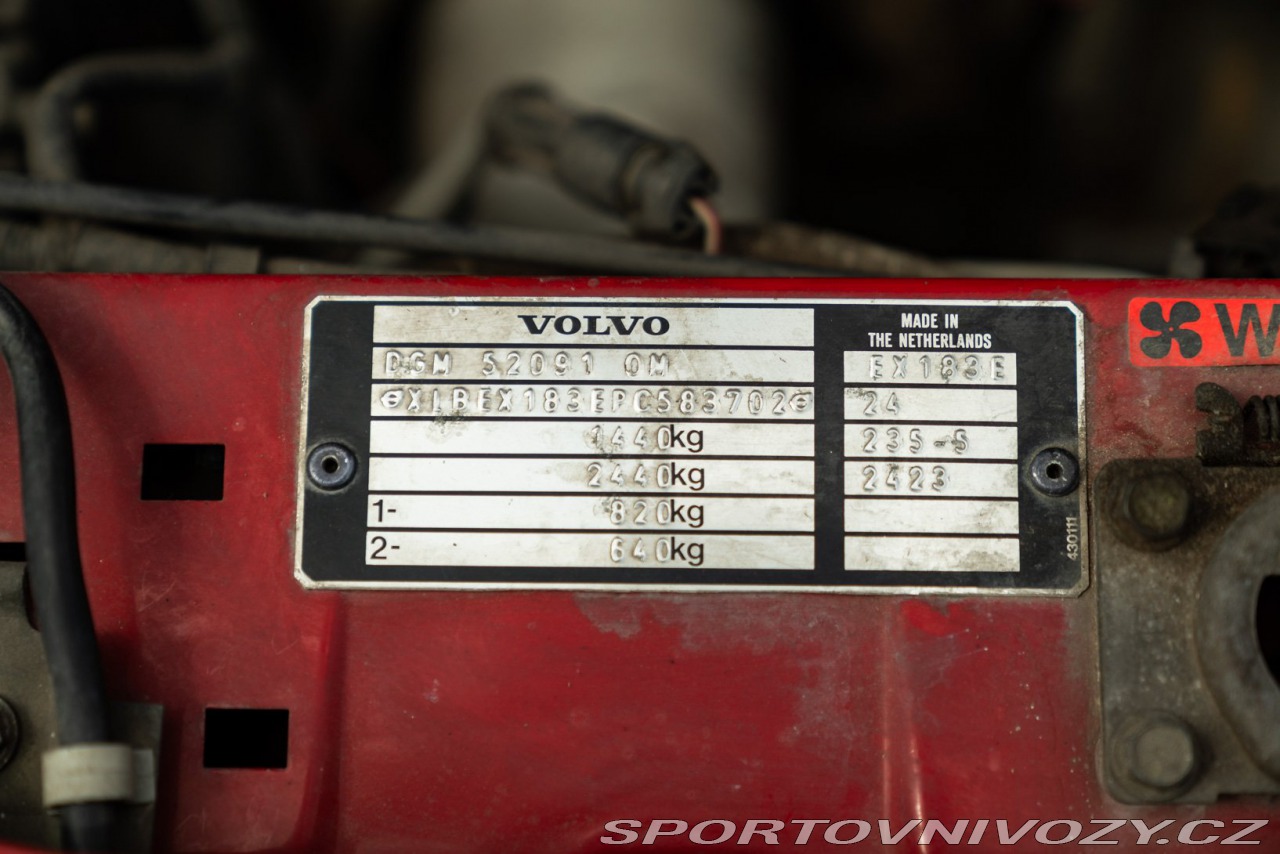 VOLVO
MADE IN
THE NETHERLANDS
DGM 52091 OM
EX183E
XLBEX183EPC583702
24
1440kg
235-5
2440kg
2423
1- 820kg
2- 640kg
430111
W
SPORTOVNIVOZY.CZ